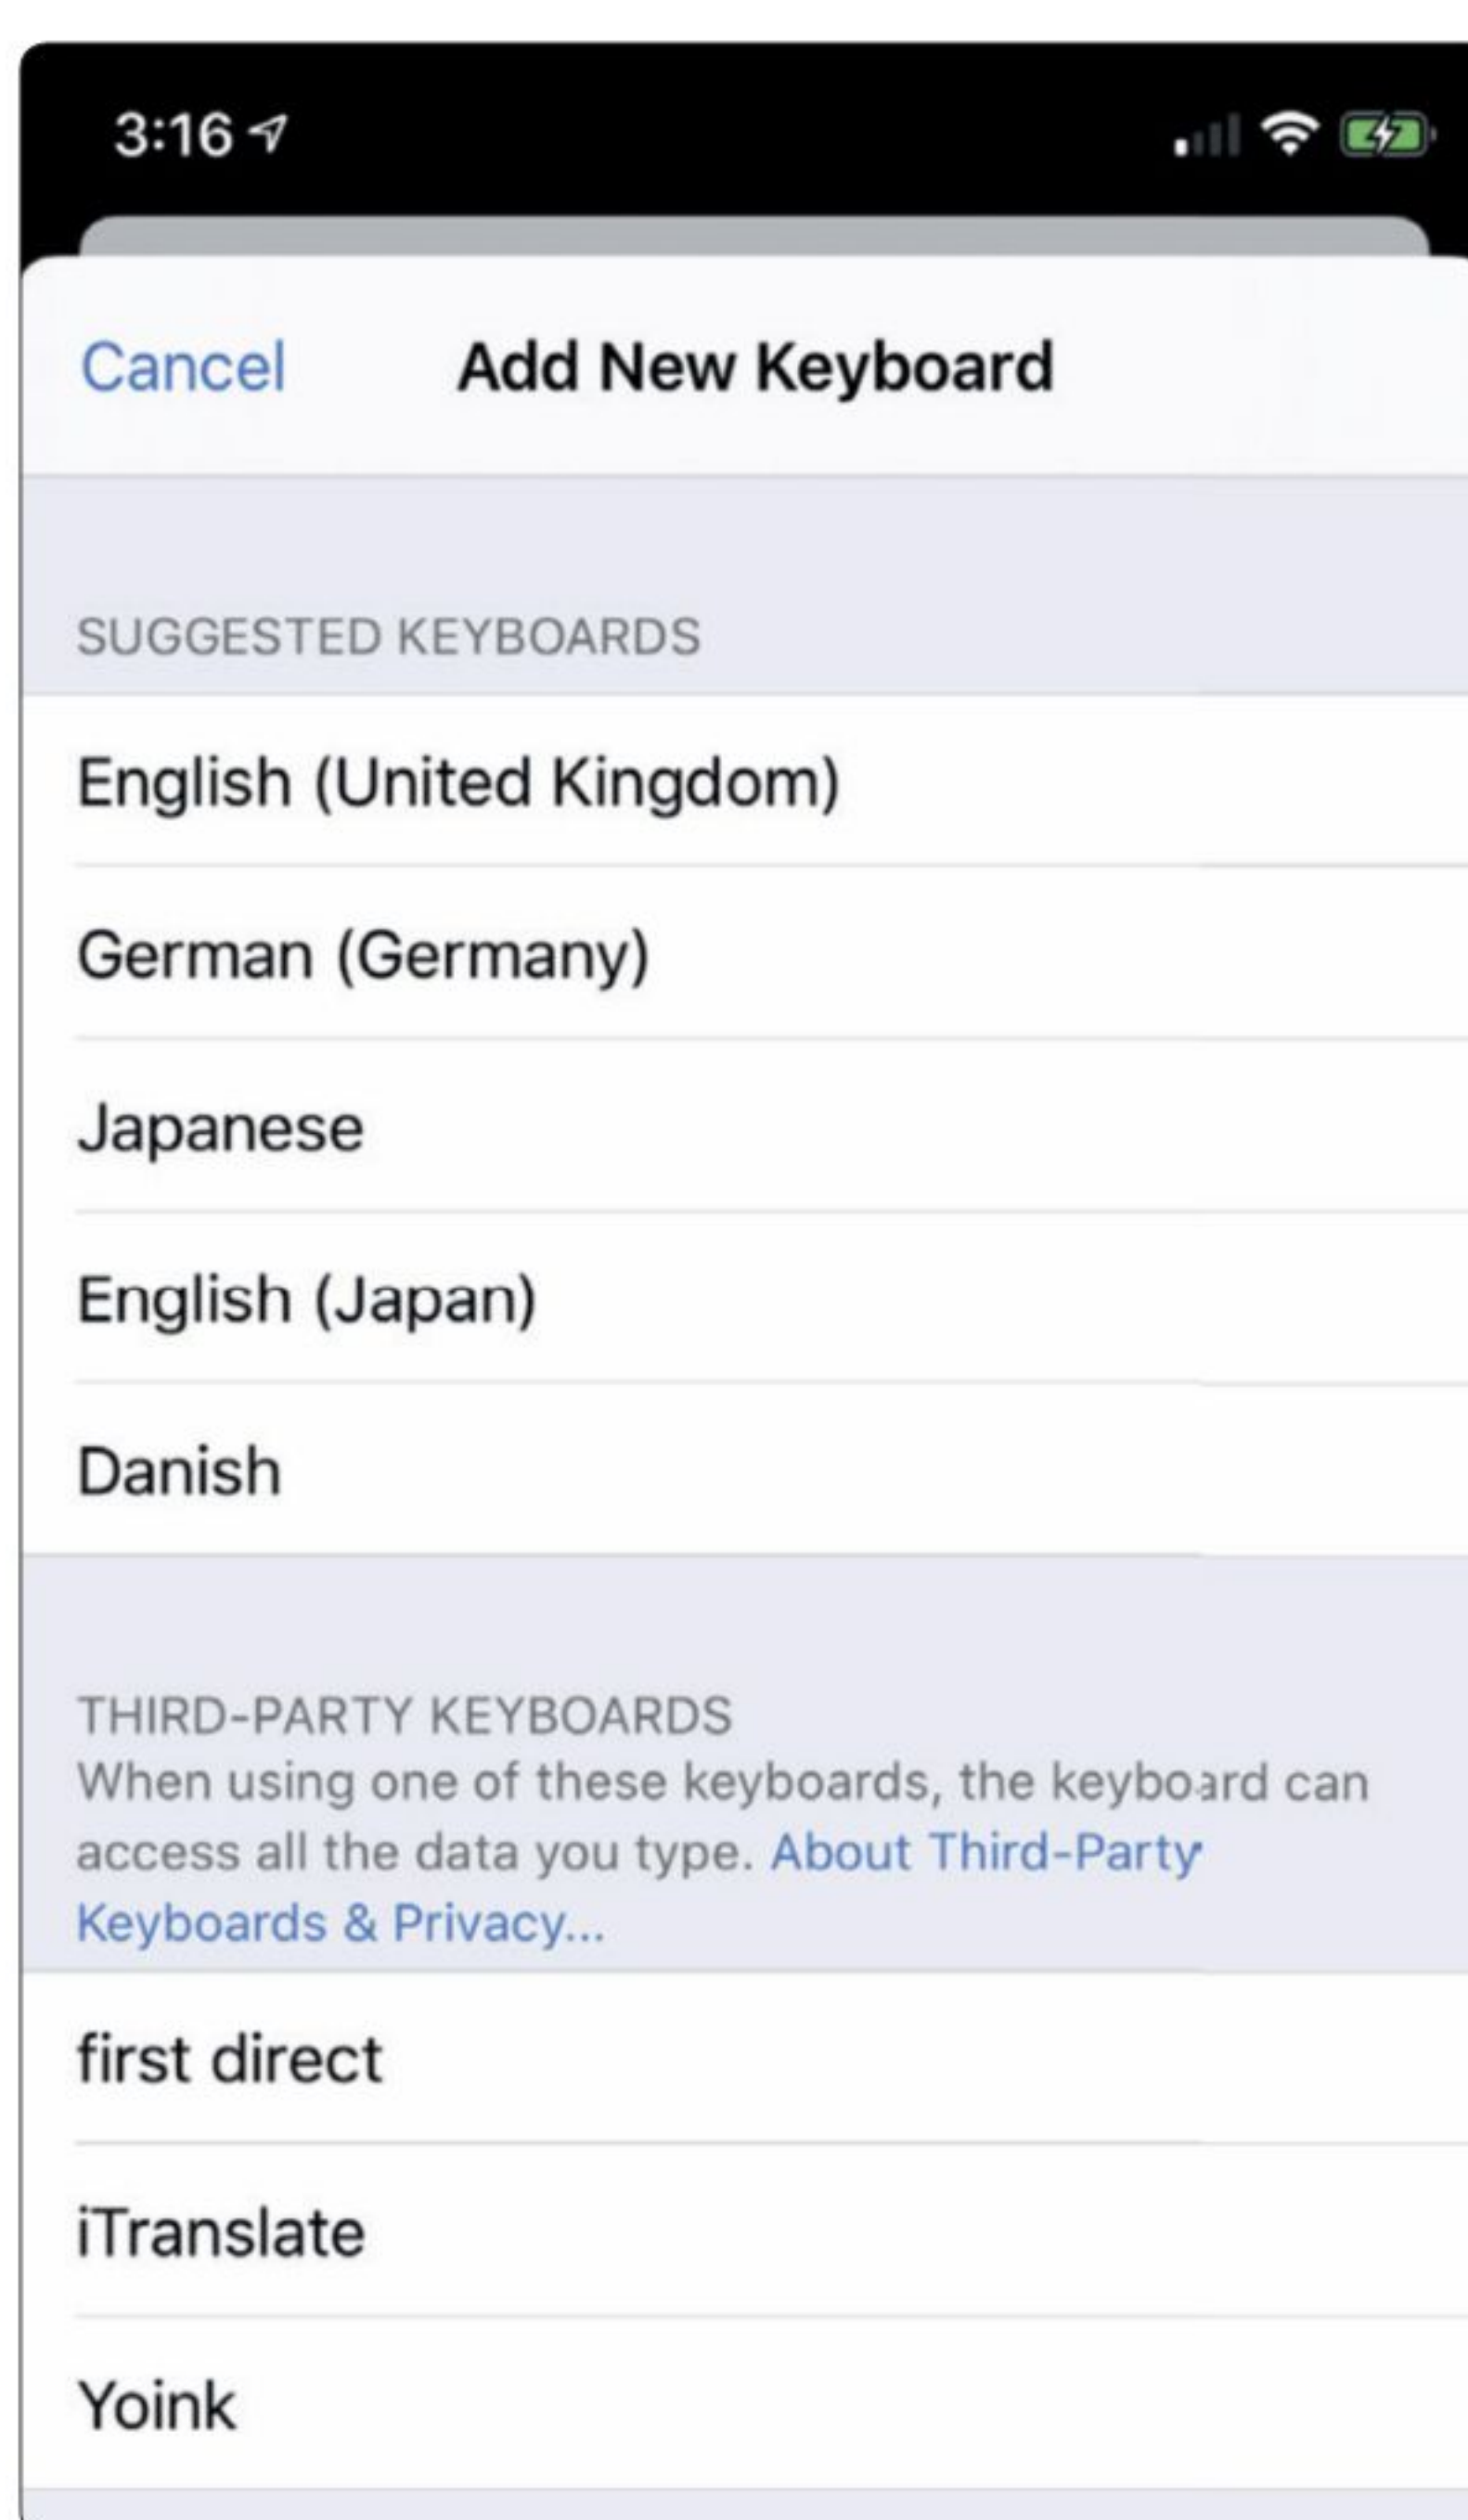 3:16
Cancel Add New Keyboard
SUGGESTED KEYBOARDS
English (United Kingdom)
German (Germany)
Japanese
English (Japan)
Danish
THIRD-PARTY KEYBOARDS
When using one of these keyboards, the keyboard can
access all the data you type. About Third-Party
Keyboards & Privacy...
first direct
iTranslate
Yoink